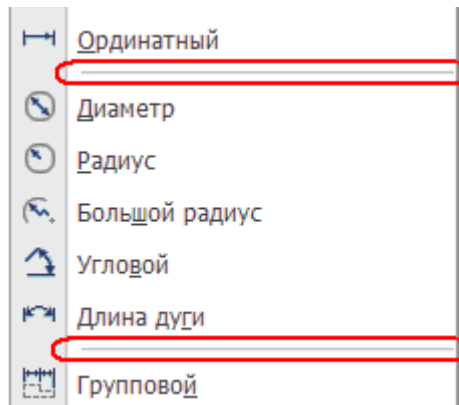 Ординатный
Диаметр
Радиус
Большой радиус
Угловой
Длина дуги
Групповой